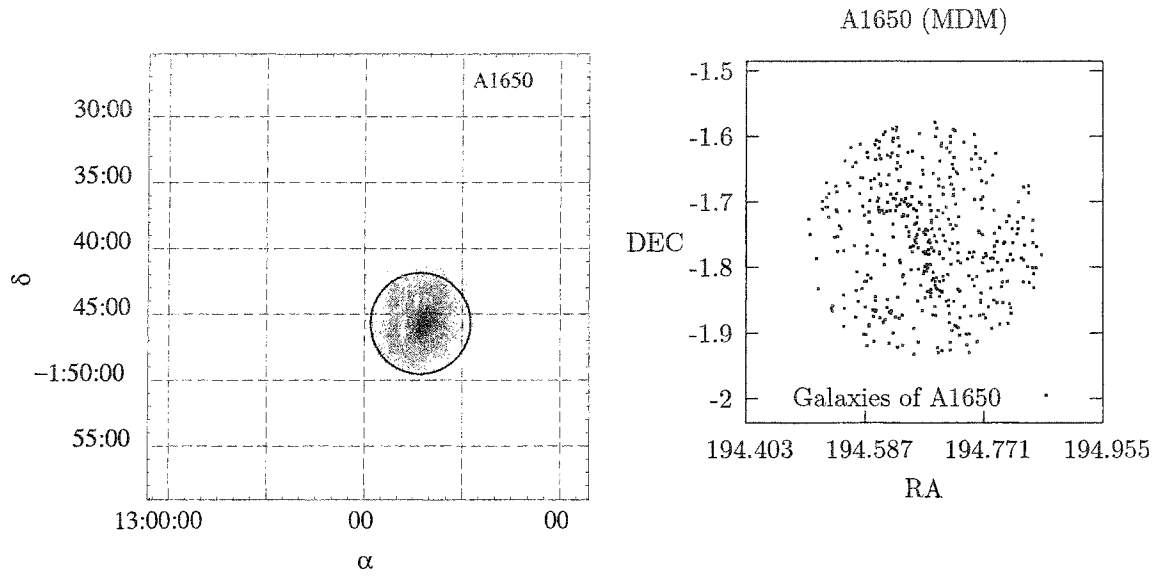 A1650
30:00
35:00
40:00
45:00
−1:50:00
55:00
δ
13:00:00 00 00
α
A1650 (MDM)
-1.5
-1.6
-1.7
DEC
-1.8
-1.9
-2
Galaxies of A1650
194.403 194.587 194.771 194.955
RA